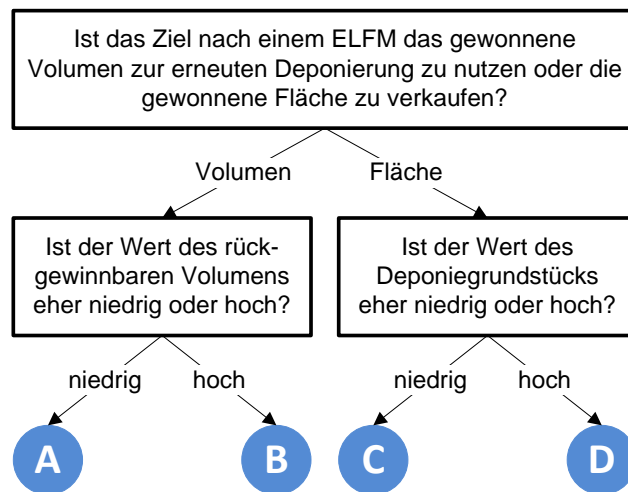 Ist das Ziel nach einem ELFM das gewonnene
Volumen zur erneuten Deponierung zu nutzen oder die
gewonnene Fläche zu verkaufen?
Volumen
Fläche
Ist der Wert des rück-
gewinnbaren Volumens
eher niedrig oder hoch?
Ist der Wert des
Deponiegrundstücks
eher niedrig oder hoch?
niedrig
hoch
niedrig
hoch
A
B
C
D